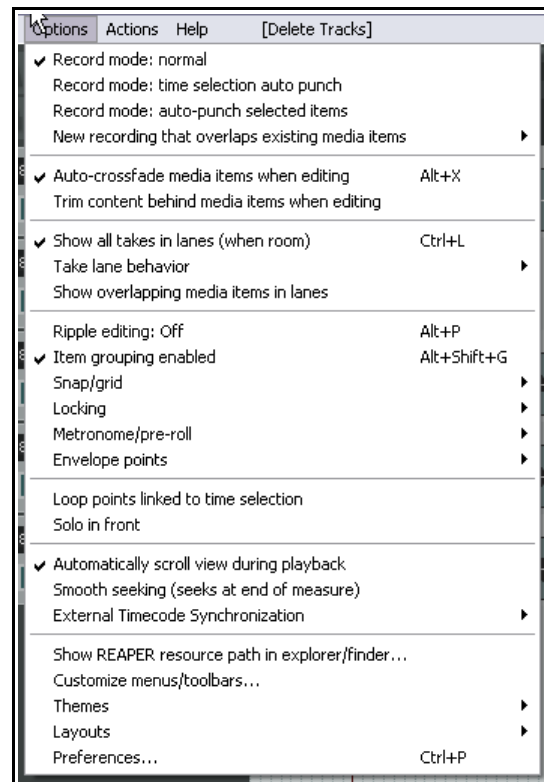 Options Actions Help [Delete Tracks]
Record mode: normal
Record mode: time selection auto punch
Record mode: auto-punch selected items
New recording that overlaps existing media items
Auto-crossfade media items when editing Alt+X
Trim content behind media items when editing
Show all takes in lanes (when room) Ctrl+L
Take lane behavior
Show overlapping media items in lanes
Ripple editing: Off Alt+P
Item grouping enabled Alt+Shift+G
Snap/grid
Locking
Metronome/pre-roll
Envelope points
Loop points linked to time selection
Solo in front
Automatically scroll view during playback
Smooth seeking (seeks at end of measure)
External Timecode Synchronization
Show REAPER resource path in explorer/finder...
Customize menus/toolbars...
Themes
Layouts
Preferences... Ctrl+P